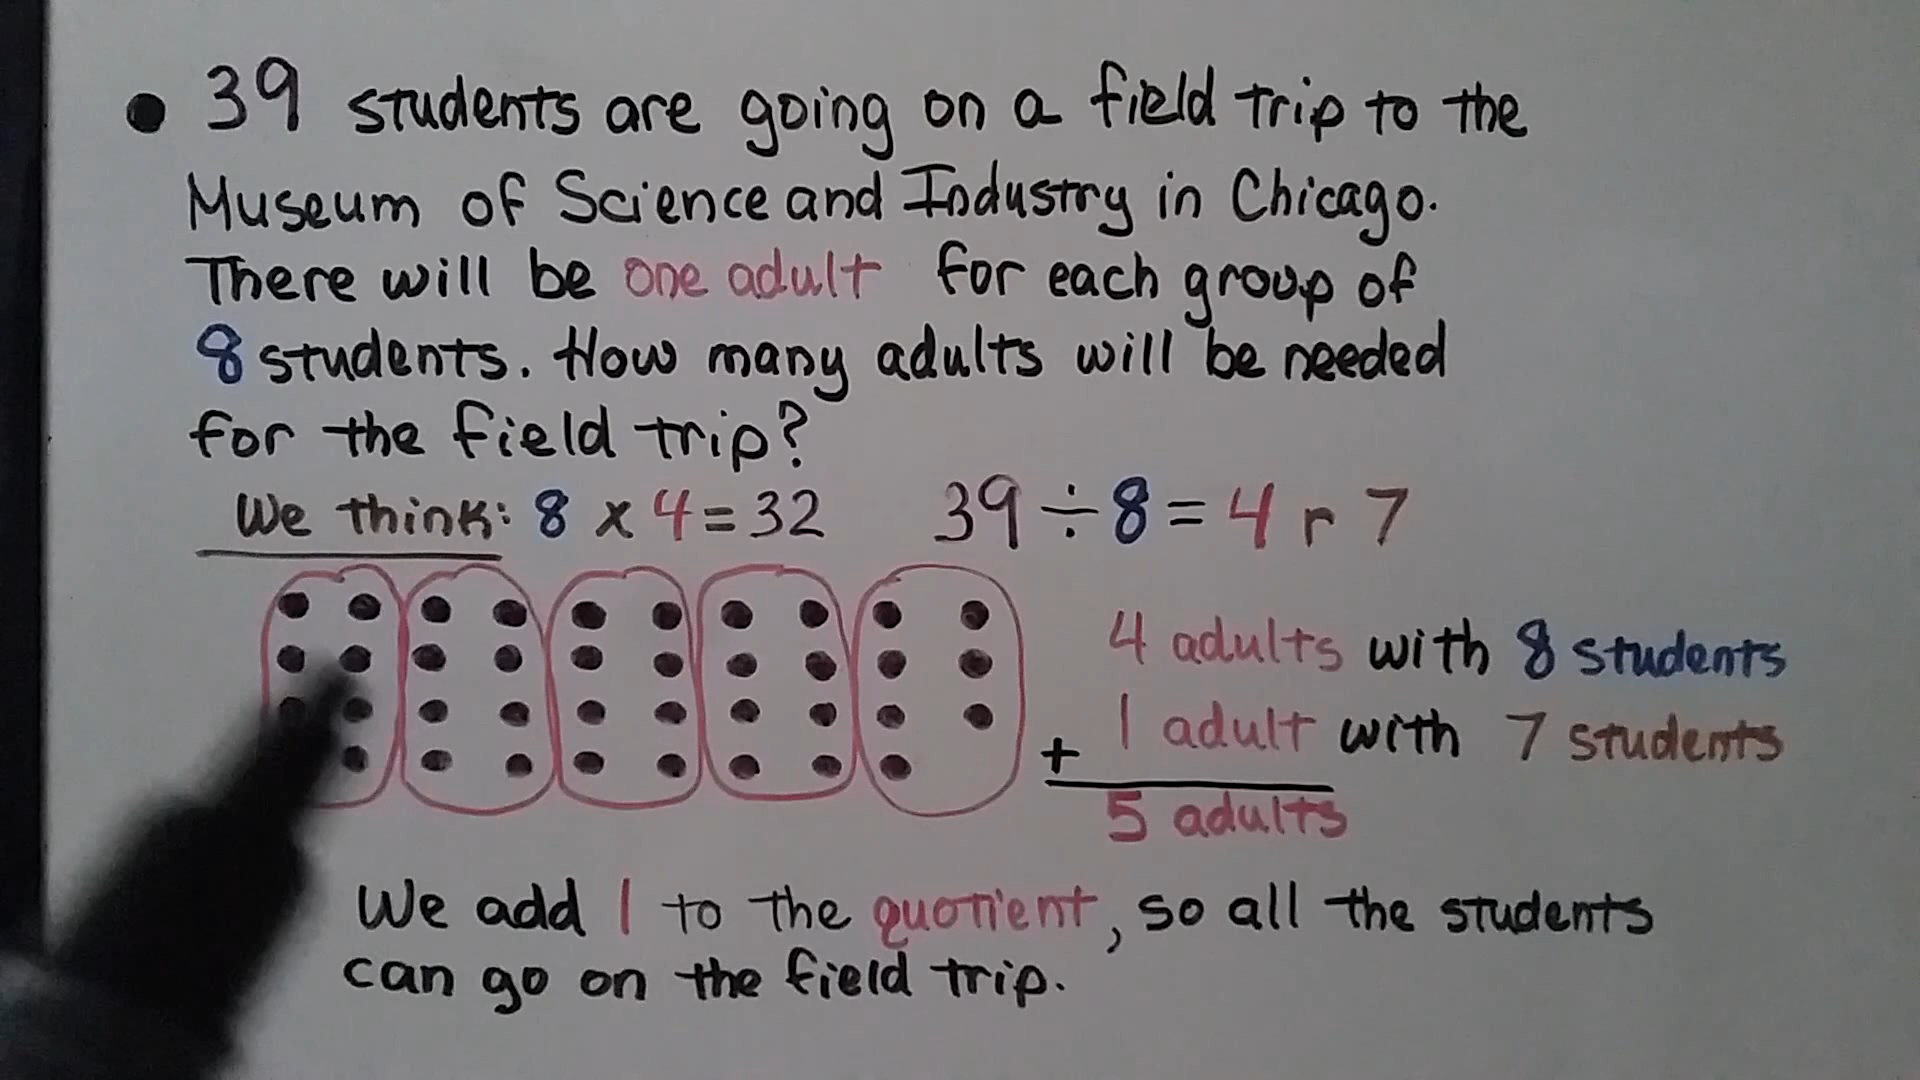 • 39 students are going on a field trip to the
Museum of Science and Industry in Chicago.
There will be one adult for each group of
8 students. How many adults will be needed
for the field trip?
We think: 8 x 4 = 32 39 ÷ 8 = 4 r 7
4 adults with 8 students
+ 1 adult with 7 students
5 adults
We add 1 to the quotient, so all the students
can go on the field trip.